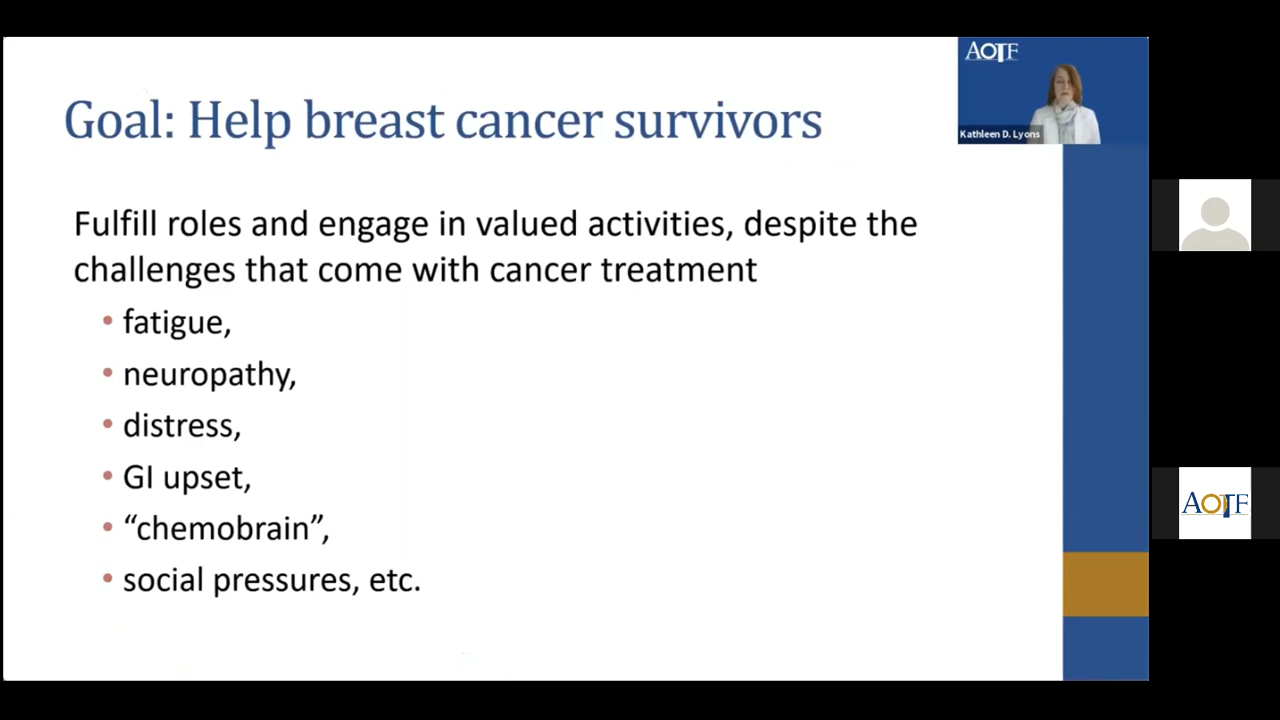 AOTF
Goal: Help breast cancer survivors
Kathleen D. Lyons
Fulfill roles and engage in valued activities, despite the
challenges that come with cancer treatment
• fatigue,
• neuropathy,
• distress,
• GI upset,
• “chemobrain”,
• social pressures, etc.
AOTF